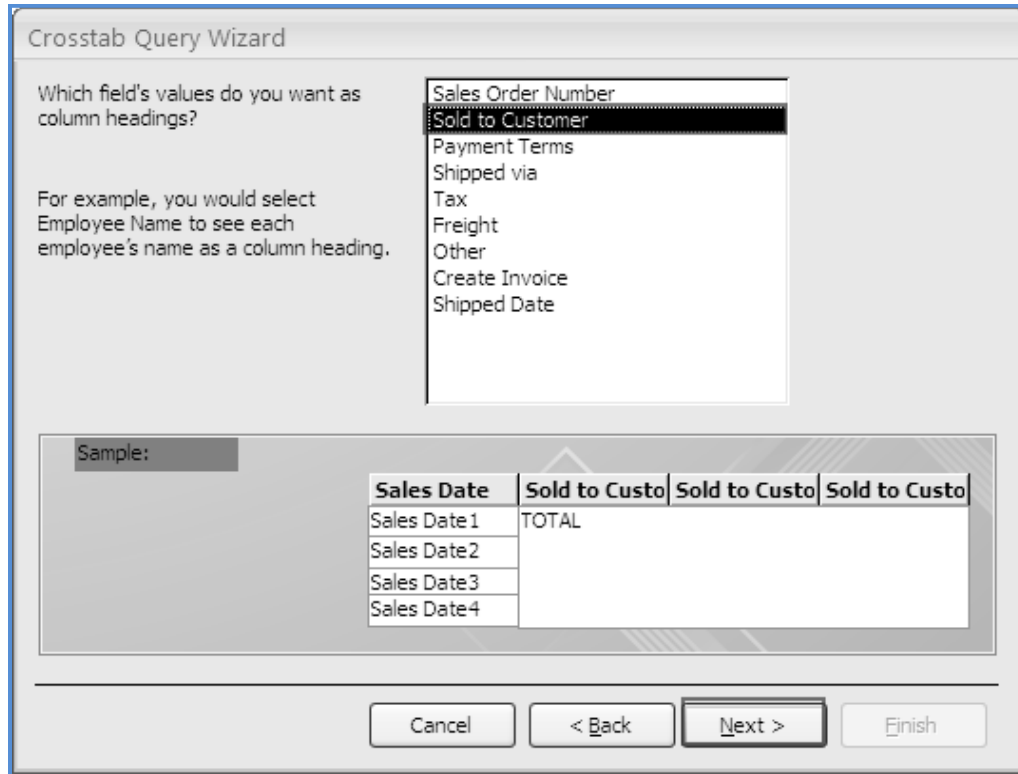 Crosstab Query Wizard
Which field's values do you want as
column headings?
For example, you would select
Employee Name to see each
employee's name as a column heading.
Sales Order Number
Sold to Customer
Payment Terms
Shipped via
Tax
Freight
Other
Create Invoice
Shipped Date
Sample:
Sales Date Sold to Custo Sold to Custo Sold to Custo
Sales Date1 TOTAL
Sales Date2
Sales Date3
Sales Date4
Cancel < Back Next > Finish